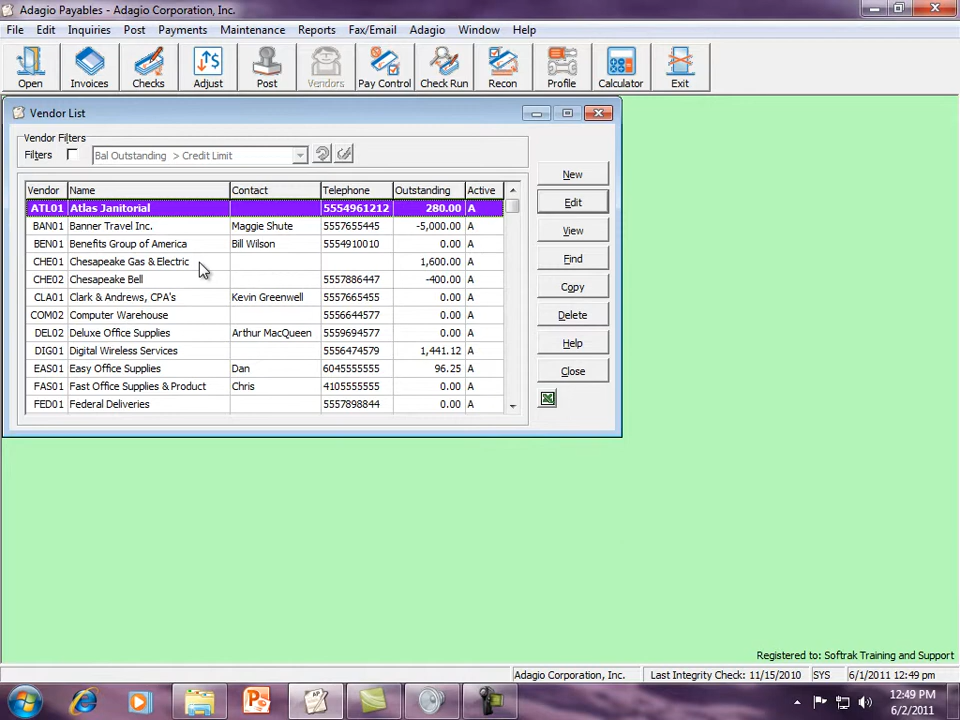 Adagio Payables - Adagio Corporation, Inc.
File Edit Inquiries Post Payments Maintenance Reports Fax/Email Adagio Window Help
Open Invoices Checks Adjust Post Vendors Pay Control Check Run Recon Profile Calculator Exit
Vendor List
Vendor Filters
Filters Bal Outstanding > Credit Limit
Vendor Name Contact Telephone Outstanding Active
ATL01 Atlas Janitorial 5554961212 280.00 A
BAN01 Banner Travel Inc. Maggie Shute 5557655445 -5,000.00 A
BEN01 Benefits Group of America Bill Wilson 5554910010 0.00 A
CHE01 Chesapeake Gas & Electric 1,600.00 A
CHE02 Chesapeake Bell 5557886447 -400.00 A
CLA01 Clark & Andrews, CPA's Kevin Greenwell 5557665455 0.00 A
COM02 Computer Warehouse 5556644577 0.00 A
DEL02 Deluxe Office Supplies Arthur MacQueen 5559694577 0.00 A
DIG01 Digital Wireless Services 5556474579 1,441.12 A
EAS01 Easy Office Supplies Dan 6045555555 96.25 A
FAS01 Fast Office Supplies & Product Chris 4105555555 0.00 A
FED01 Federal Deliveries 5557898844 0.00 A
New
Edit
View
Find
Copy
Delete
Help
Close
Registered to: Softrak Training and Support
Adagio Corporation, Inc. Last Integrity Check: 11/15/2010 SYS 6/1/2011 12:49 pm
12:49 PM
6/2/2011